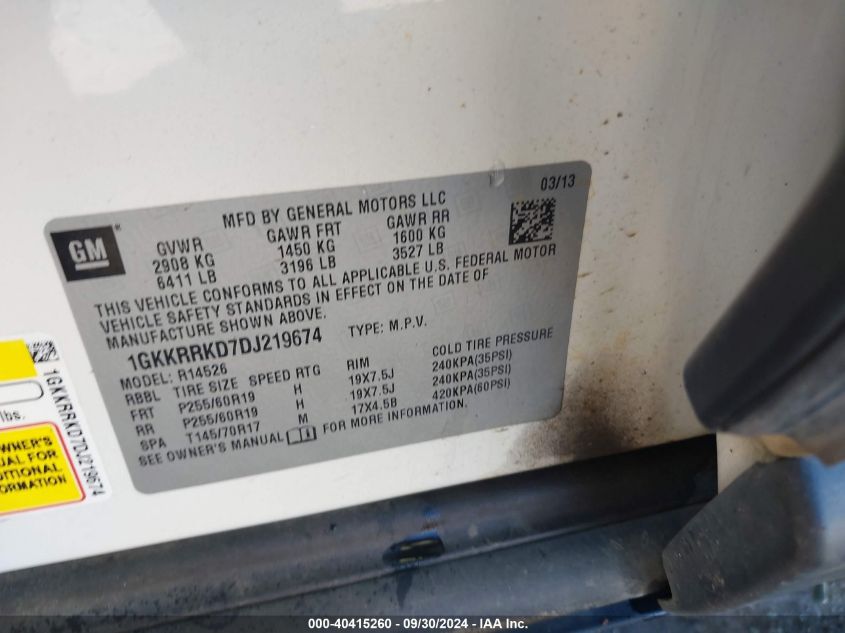 03/13
MFD BY GENERAL MOTORS LLC
GM
GVWR GAWR FRT GAWR RR
2908 KG 1450 KG 1600 KG
6411 LB 3196 LB 3527 LB
THIS VEHICLE CONFORMS TO ALL APPLICABLE U.S. FEDERAL MOTOR
VEHICLE SAFETY STANDARDS IN EFFECT ON THE DATE OF
MANUFACTURE SHOWN ABOVE.
1GKKRRKD7DJ219674 TYPE: M.P.V.
MODEL: R14526
RBBL TIRE SIZE SPEED RTG RIM COLD TIRE PRESSURE
FRT P255/60R19 H 19X7.5J 240KPA(35PSI)
RR P255/60R19 H 19X7.5J 240KPA(35PSI)
SPA T145/70R17 M 17X4.5B 420KPA(60PSI)
SEE OWNER'S MANUAL FOR MORE INFORMATION.
1GKKRRKD7DJ219674
lbs.
OWNER'S
FOR
000-40415260 - 09/30/2024 - IAA Inc.